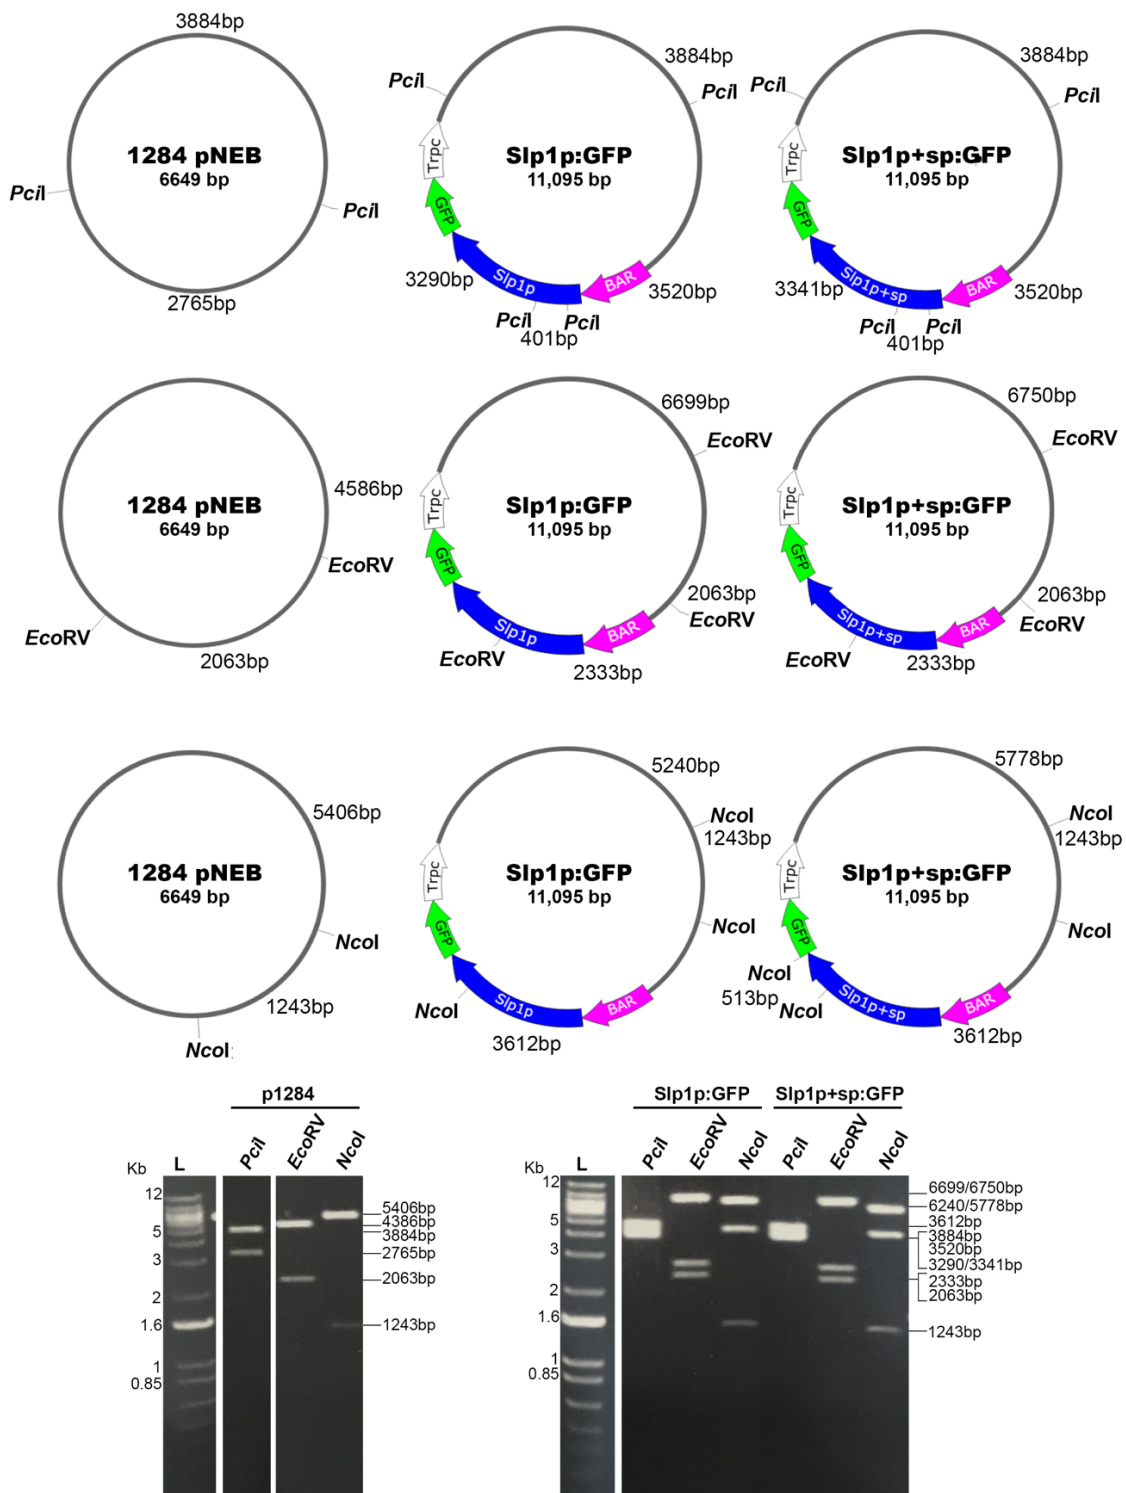 3884bp
PciI
1284 pNEB
6649 bp
PciI
2765bp
3884bp
PciI
PciI
Slp1p:GFP
11,095 bp
Trpc
GFP
Slp1p
BAR
3290bp
3520bp
PciI
PciI
401bp
3884bp
PciI
PciI
Slp1p+sp:GFP
11,095 bp
Trpc
GFP
Slp1p+sp
BAR
3341bp
3520bp
PciI
PciI
401bp
1284 pNEB
6649 bp
4586bp
EcoRV
EcoRV
2063bp
6699bp
EcoRV
Slp1p:GFP
11,095 bp
Trpc
GFP
Slp1p
BAR
2063bp
EcoRV
EcoRV
2333bp
6750bp
EcoRV
Slp1p+sp:GFP
11,095 bp
Trpc
GFP
Slp1p+sp
BAR
2063bp
EcoRV
EcoRV
2333bp
5406bp
1284 pNEB
6649 bp
NcoI
1243bp
NcoI
5240bp
NcoI
1243bp
Slp1p:GFP
11,095 bp
Trpc
GFP
Slp1p
BAR
NcoI
NcoI
3612bp
5778bp
NcoI
1243bp
Slp1p+sp:GFP
11,095 bp
Trpc
GFP
Slp1p+sp
BAR
NcoI
NcoI
513bp
NcoI
3612bp
p1284
PciI
EcoRV
NcoI
Kb
L
12
5
3
2
1.6
1
0.85
5406bp
4386bp
3884bp
2765bp
2063bp
1243bp
Slp1p:GFP
Slp1p+sp:GFP
PciI
EcoRV
NcoI
PciI
EcoRV
NcoI
Kb
L
12
5
3
2
1.6
1
0.85
6699/6750bp
6240/5778bp
3612bp
3884bp
3520bp
3290/3341bp
2333bp
2063bp
1243bp